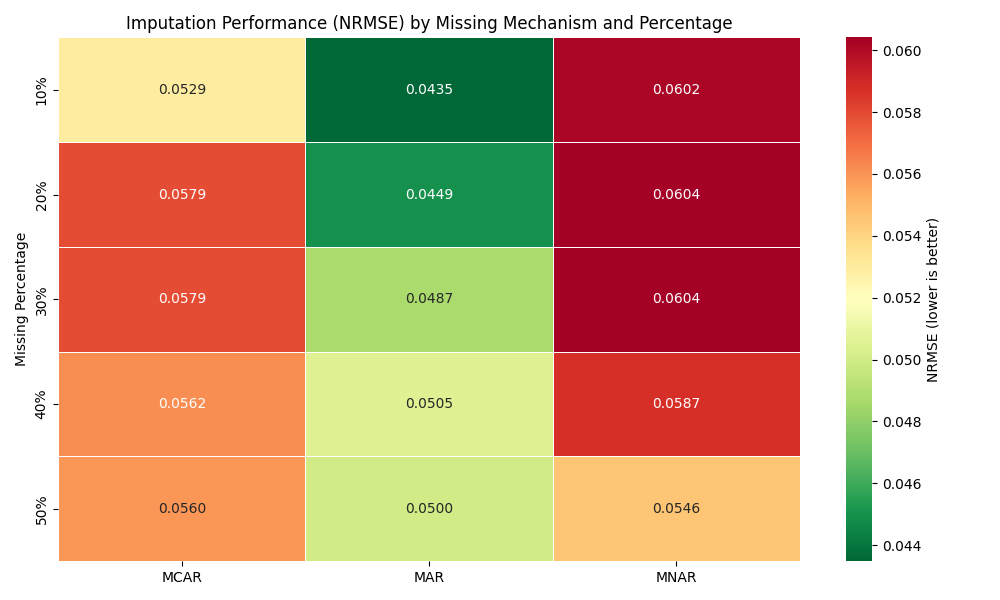 Imputation Performance (NRMSE) by Missing Mechanism and Percentage
Missing Percentage
10% 0.0529 0.0435 0.0602
20% 0.0579 0.0449 0.0604
30% 0.0579 0.0487 0.0604
40% 0.0562 0.0505 0.0587
50% 0.0560 0.0500 0.0546
MCAR MAR MNAR
0.060
0.058
0.056
0.054
0.052
0.050
0.048
0.046
0.044
NRMSE (lower is better)